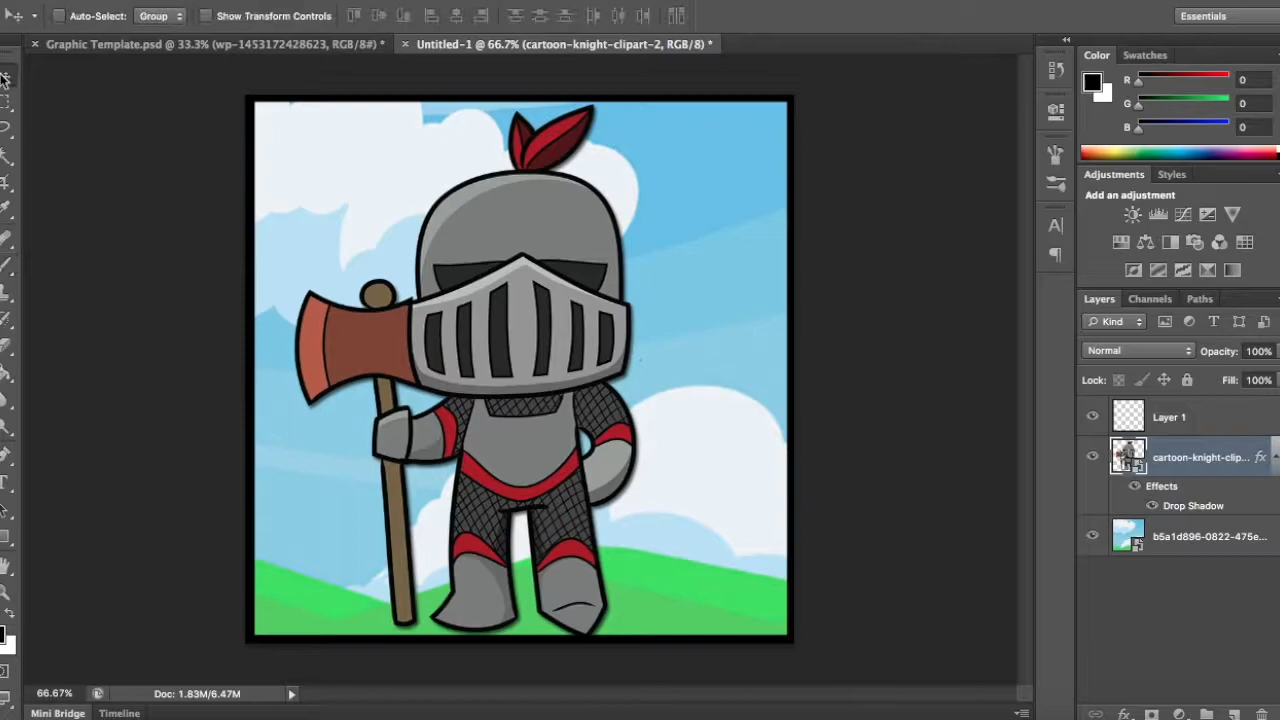 Auto-Select: Group Show Transform Controls Essentials
× Graphic Template.psd @ 33.3% (wp-1453172428623, RGB/8#) * × Untitled-1 @ 66.7% (cartoon-knight-clipart-2, RGB/8) *
Color Swatches
R 0
G 0
B 0
Adjustments Styles
Add an adjustment
Layers Channels Paths
Kind
Normal Opacity: 100%
Lock: Fill: 100%
Layer 1
cartoon-knight-clip... fx
Effects
Drop Shadow
b5a1d896-0822-475e...
66.67% Doc: 1.83M/6.47M
Mini Bridge Timeline